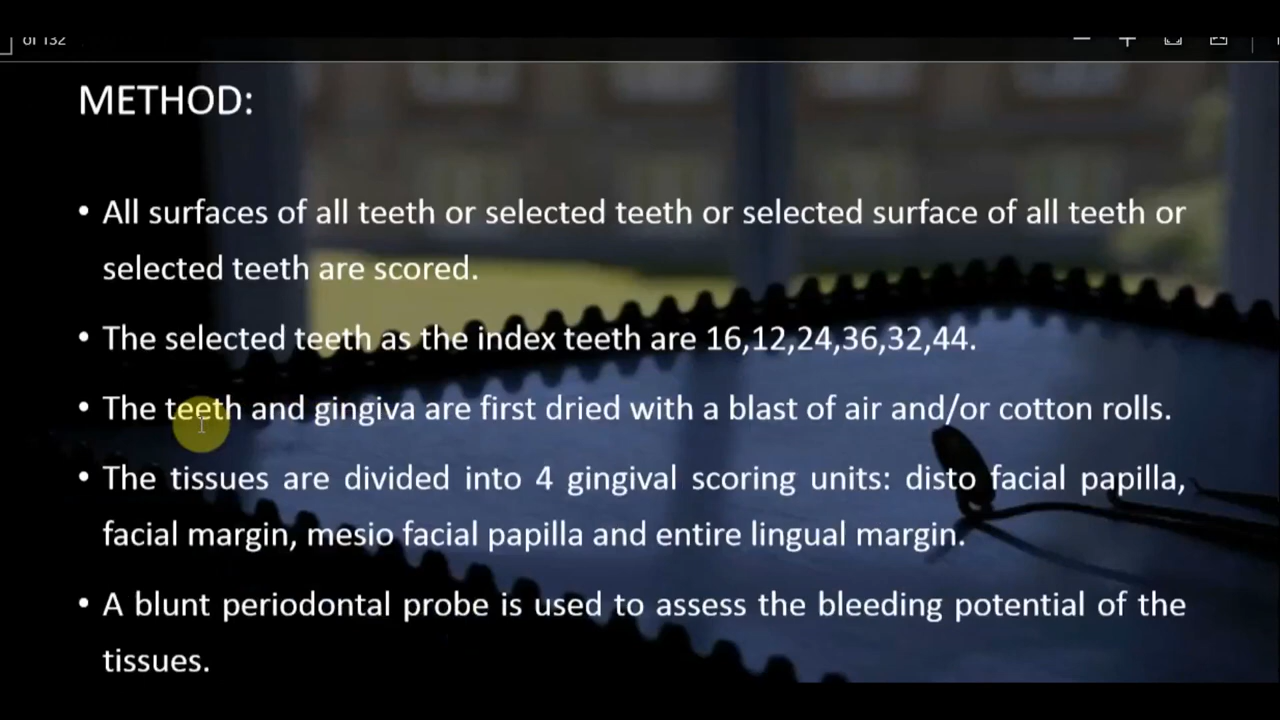 of 132
METHOD:
• All surfaces of all teeth or selected teeth or selected surface of all teeth or
selected teeth are scored.
• The selected teeth as the index teeth are 16,12,24,36,32,44.
• The teeth and gingiva are first dried with a blast of air and/or cotton rolls.
• The tissues are divided into 4 gingival scoring units: disto facial papilla,
facial margin, mesio facial papilla and entire lingual margin.
• A blunt periodontal probe is used to assess the bleeding potential of the
tissues.